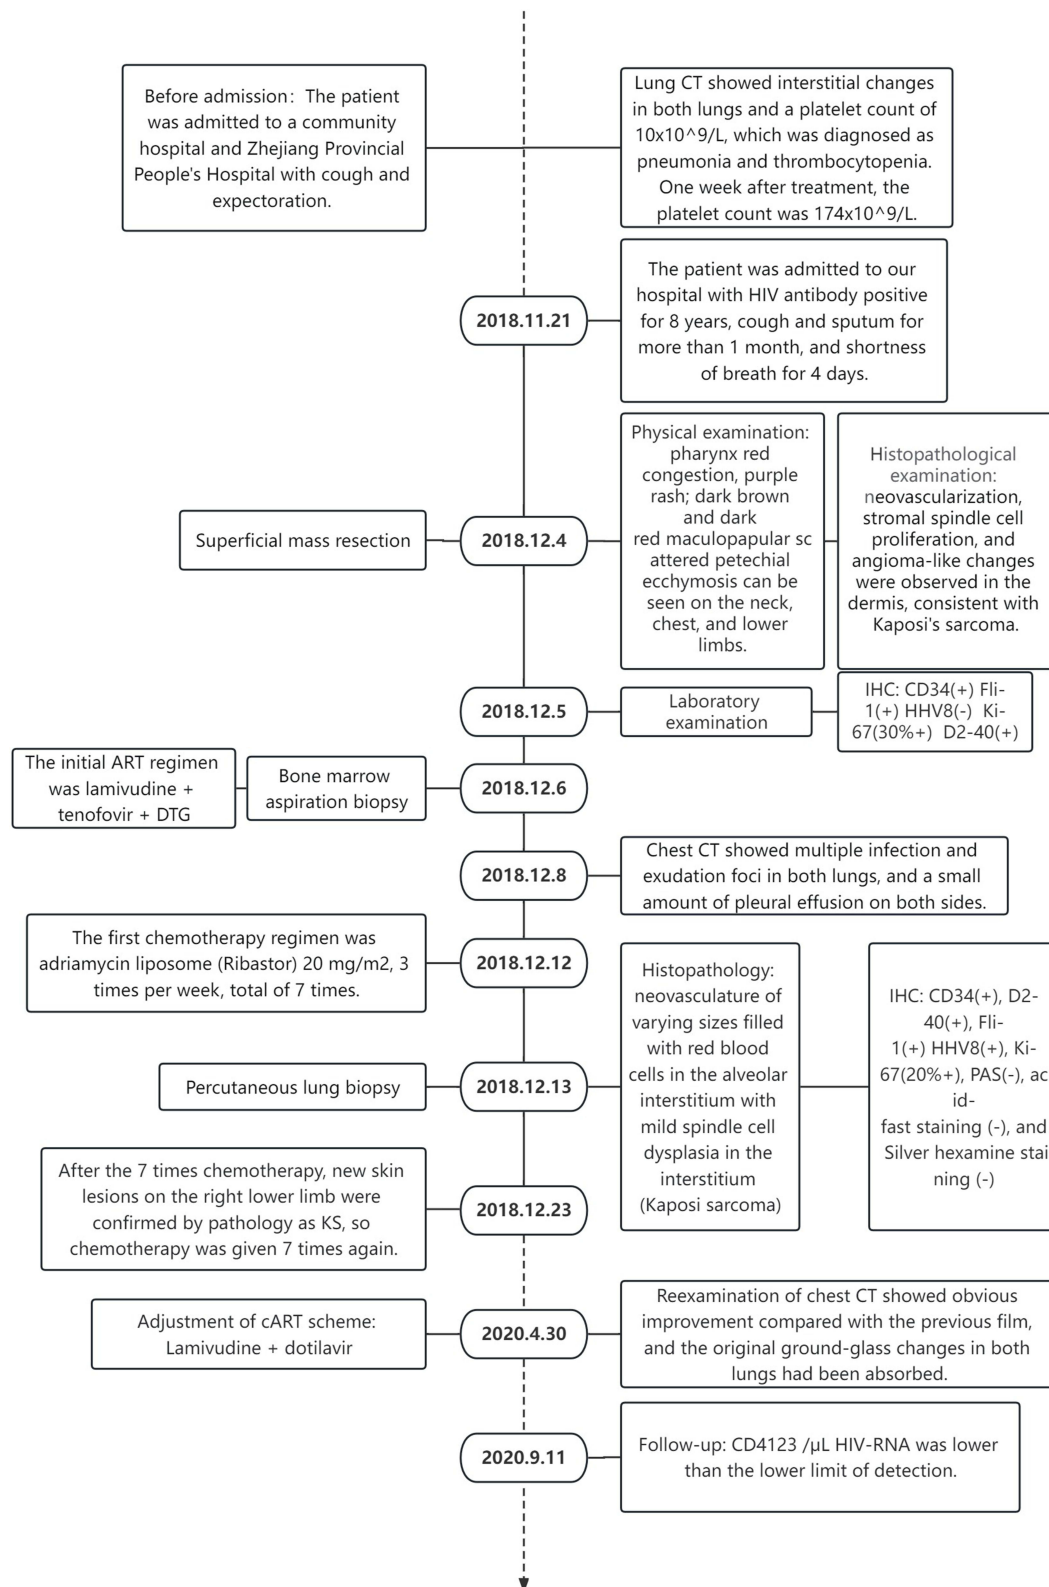 Before admission: The patient
was admitted to a community
hospital and Zhejiang Provincial
People's Hospital with cough and
expectoration.
Lung CT showed interstitial changes
in both lungs and a platelet count of
10x10^9/L, which was diagnosed as
pneumonia and thrombocytopenia.
One week after treatment, the
platelet count was 174x10^9/L.
2018.11.21
The patient was admitted to our
hospital with HIV antibody positive
for 8 years, cough and sputum for
more than 1 month, and shortness
of breath for 4 days.
Superficial mass resection
2018.12.4
Physical examination:
pharynx red
congestion, purple
rash; dark brown
and dark
red maculopapular sc
attered petechial
ecchymosis can be
seen on the neck,
chest, and lower
limbs.
Histopathological
examination:
neovascularization,
stromal spindle cell
proliferation, and
angioma-like changes
were observed in the
dermis, consistent with
Kaposi's sarcoma.
2018.12.5
Laboratory
examination
IHC: CD34(+) Fli-
1(+) HHV8(-) Ki-
67(30%+) D2-40(+)
The initial ART regimen
was lamivudine +
tenofovir + DTG
Bone marrow
aspiration biopsy
2018.12.6
2018.12.8
Chest CT showed multiple infection and
exudation foci in both lungs, and a small
amount of pleural effusion on both sides.
The first chemotherapy regimen was
adriamycin liposome (Ribastor) 20 mg/m2, 3
times per week, total of 7 times.
2018.12.12
Percutaneous lung biopsy
2018.12.13
Histopathology:
neovasculature of
varying sizes filled
with red blood
cells in the alveolar
interstitium with
mild spindle cell
dysplasia in the
interstitium
(Kaposi sarcoma)
IHC: CD34(+), D2-
40(+), Fli-
1(+) HHV8(+), Ki-
67(20%+), PAS(-), ac
id-
fast staining (-), and
Silver hexamine stai
ning (-)
After the 7 times chemotherapy, new skin
lesions on the right lower limb were
confirmed by pathology as KS, so
chemotherapy was given 7 times again.
2018.12.23
Adjustment of cART scheme:
Lamivudine + dotilavir
2020.4.30
Reexamination of chest CT showed obvious
improvement compared with the previous film,
and the original ground-glass changes in both
lungs had been absorbed.
2020.9.11
Follow-up: CD4123 /μL HIV-RNA was lower
than the lower limit of detection.